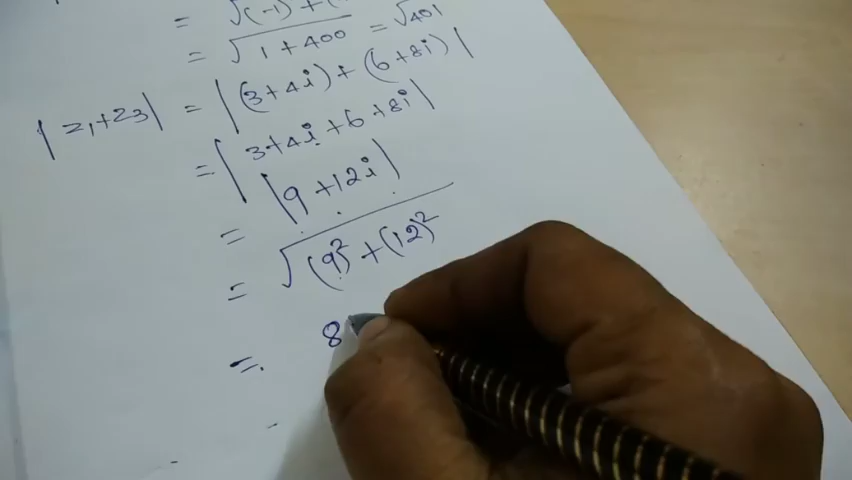 = √(-1) + (
= √1 + 400 = √401
|z₁+z₃| = |(3+4i) + (6+8i)|
= |3+4i+6+8i|
= |9+12i|
= √(9)² + (12)²
= 8